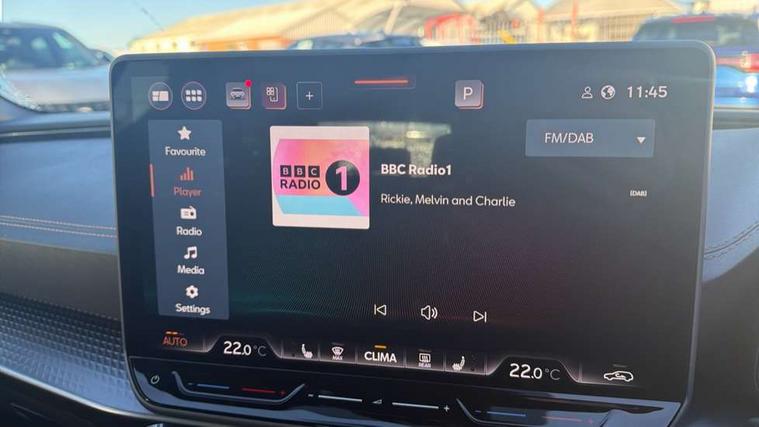 P
11:45
Favourite
Player
Radio
Media
Settings
BBC
RADIO 1
BBC Radio1
Rickie, Melvin and Charlie
FM/DAB
[DAB]
AUTO
22.0°C
MAX
CLIMA
REAR
22.0°C
- +